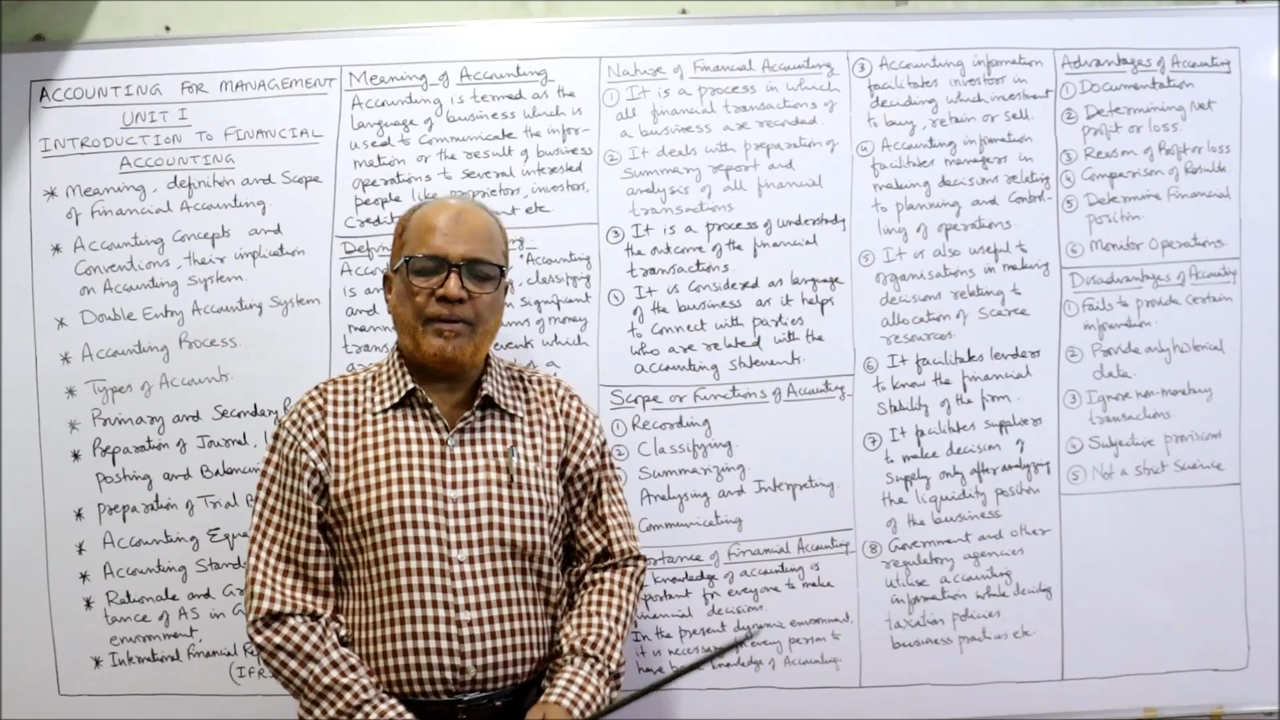 ACCOUNTING FOR MANAGEMENT
UNIT I
INTRODUCTION TO FINANCIAL
ACCOUNTING
* Meaning, definition and Scope
of Financial Accounting.
* Accounting Concepts and
Conventions, their implication
on Accounting System.
* Double Entry Accounting System
* Accounting Process.
* Types of Accounts.
* Primary and Secondary
* Preparation of Journal,
posting and
* Preparation of Trial
* Accounting
* Accounting
* Rationale and
tance of AS in
environment,
* International Financial
(IFR
Meaning of Accounting
Accounting is termed as the
language of business which is
used to communicate the infor-
mation or the result of business
operations to several interested
people like proprietors, investors,
etc.
"Accounting
is classifying
and significant
of money
which
a
Nature of Financial Accounting
① It is a process in which
all financial transactions of
a business are recorded.
② It deals with preparation of
summary report and
analysis of all financial
transactions
③ It is a process of understandg
the outcome of the financial
transactions.
④ It is considered as language
of the business as it helps
to connect with parties
who are related with the
accounting statements.
Scope or Functions of Accounting
① Recording
② Classifying.
Summarizing.
Analysing and Interpreting.
Communicating
Financial Accounting
knowledge of accounting is
for everyone to make
decisions.
In the present dynamic environment,
it is necessary every person to
have knowledge of Accounting.
③ Accounting information
facilitates investor in
deciding which investment
to buy, retain or sell.
④ Accounting information
facilitates managers in
making decisions relating
to planning and Control-
ling of operations.
⑤ It is also useful to
organisations in making
decisions relating to
allocation of Scarce
resources.
⑥ It facilitates lenders
to know the financial
Stability of the firm.
⑦ It facilitates suppliers
to make decision of
supply only after analyzing
the liquidity position
of the business
⑧ Government and other
regulatory agencies
utilise accounting
information while deciding
taxation policies,
business practices etc.
Advantages of Accounting
① Documentation
② Determining Net
profit or loss.
③ Reason of Profit or loss
④ Comparison of Results.
⑤ Determine Financial
Position.
⑥ Monitor Operations.
Disadvantages of Accounting
① Fails to provide certain
information.
② Provide only historical
data.
③ Ignore non-monetary
transactions.
④ Subjective provisions
⑤ Not a strict Science